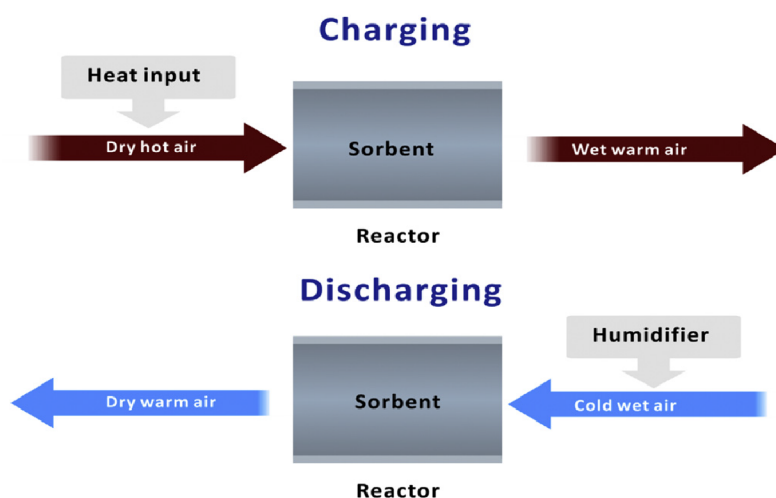 Charging
Heat input
Dry hot air
Sorbent
Wet warm air
Reactor
Discharging
Humidifier
Dry warm air
Sorbent
Cold wet air
Reactor